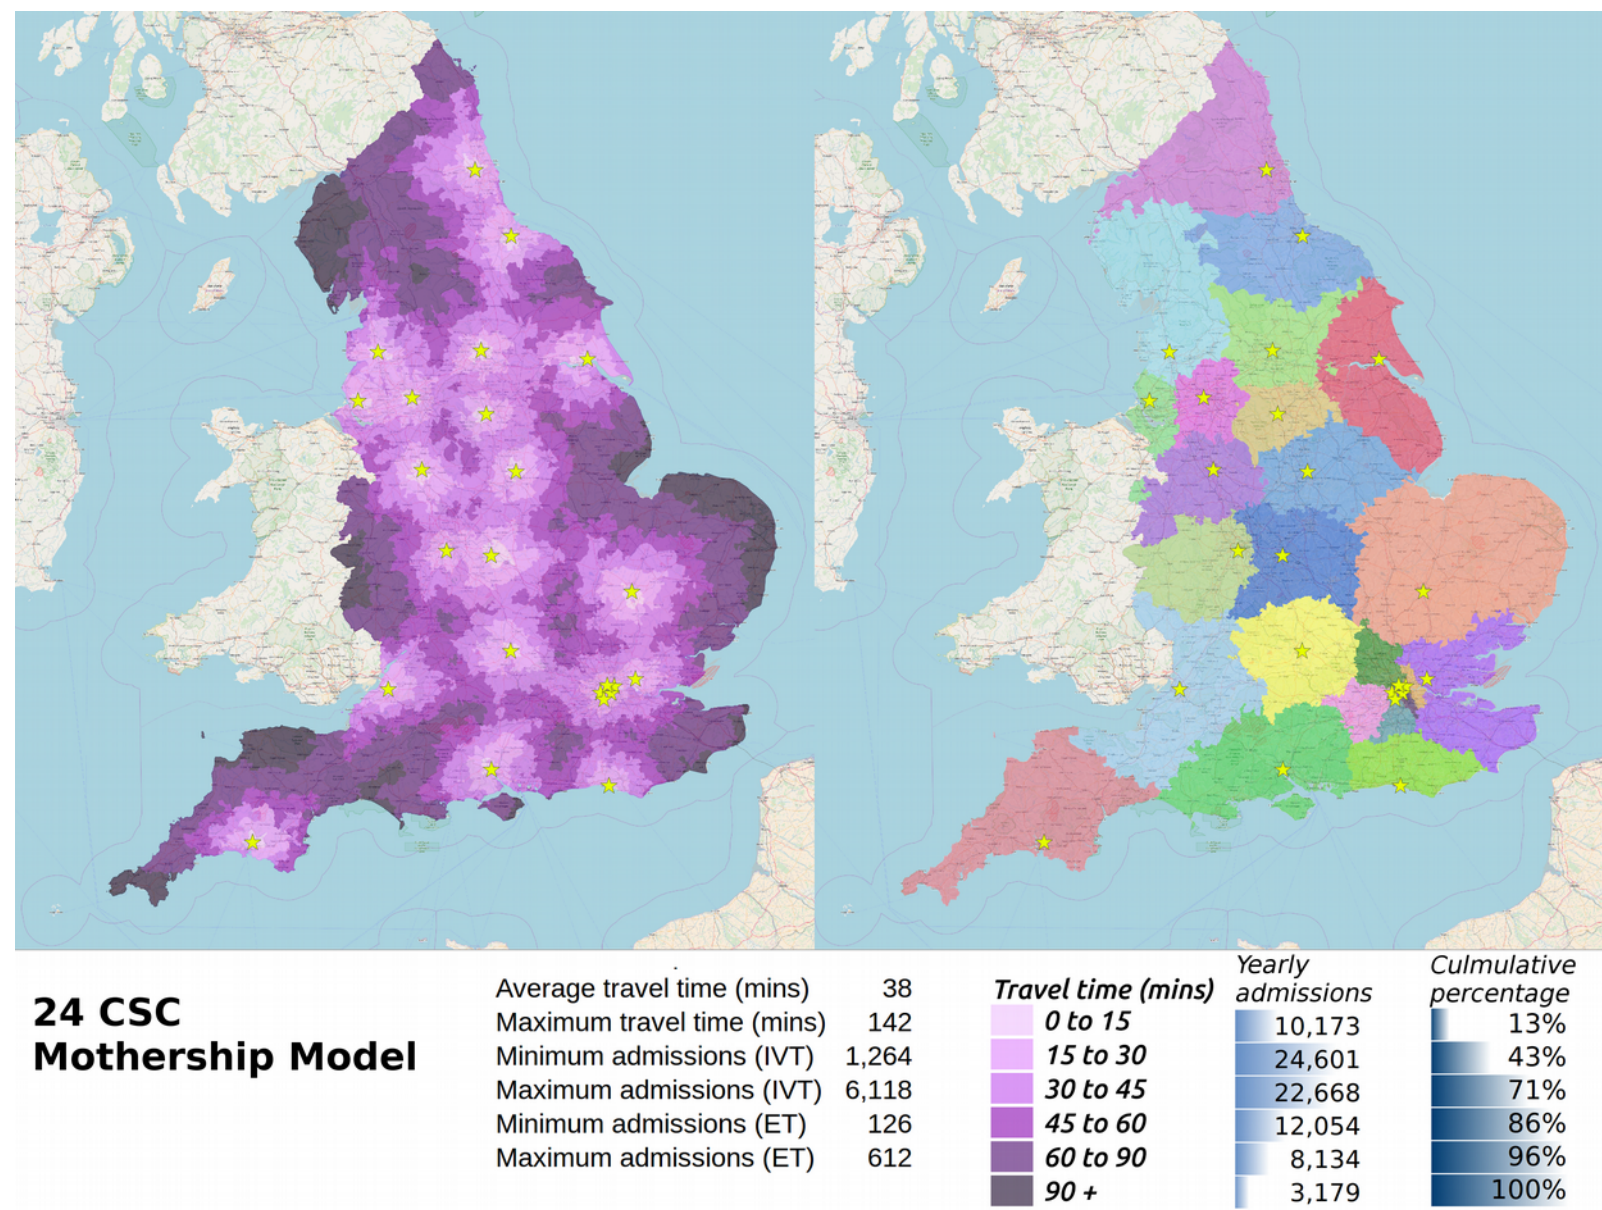 24 CSC
Mothership Model
Average travel time (mins) 38
Maximum travel time (mins) 142
Minimum admissions (IVT) 1,264
Maximum admissions (IVT) 6,118
Minimum admissions (ET) 126
Maximum admissions (ET) 612
Travel time (mins)
0 to 15
15 to 30
30 to 45
45 to 60
60 to 90
90 +
Yearly
admissions
10,173
24,601
22,668
12,054
8,134
3,179
Culmulative
percentage
13%
43%
71%
86%
96%
100%